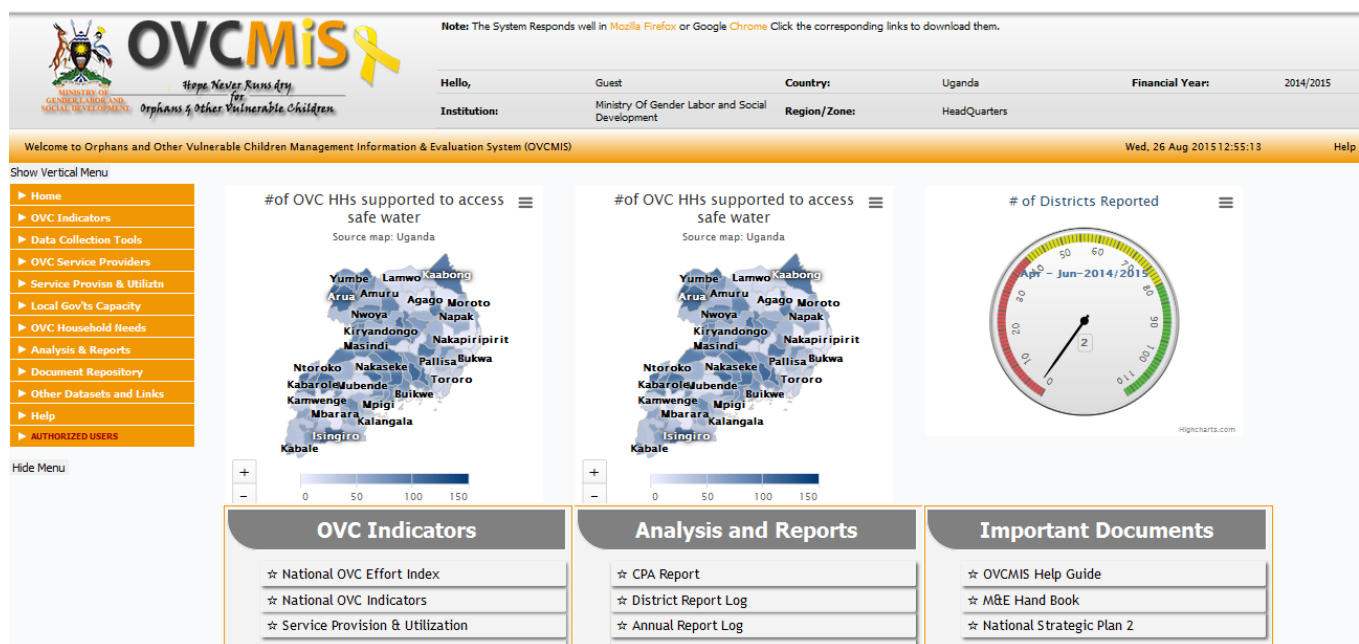 OVCMiS
Hope Never Runs dry
for
Orphans & Other Vulnerable Children
MINISTRY OF
GENDER LABOR AND
SOCIAL DEVELOPMENT
Note: The System Responds well in Mozilla Firefox or Google Chrome Click the corresponding links to download them.
Hello, Guest Country: Uganda Financial Year: 2014/2015
Institution: Ministry Of Gender Labor and Social Development Region/Zone: HeadQuarters
Welcome to Orphans and Other Vulnerable Children Management Information & Evaluation System (OVCMIS) Wed, 26 Aug 2015 12:55:13 Help
Show Vertical Menu
Home
OVC Indicators
Data Collection Tools
OVC Service Providers
Service Provisn & Utiliztn
Local Gov'ts Capacity
OVC Household Needs
Analysis & Reports
Document Repository
Other Datasets and Links
Help
AUTHORIZED USERS
Hide Menu
#of OVC HHs supported to access
safe water
Source map: Uganda
Yumbe Lamwo Kaabong
Arua Amuru Agago Moroto
Nwoya Napak
Kiryandongo
Masindi Nakapiripirit
Ntoroko Nakaseke Pallisa Bukwa
Kabarole Mubende Tororo
Kamwenge Mpigi Buikwe
Mbarara Kalangala
Isingiro
Kabale
+
−
0 50 100 150
#of OVC HHs supported to access
safe water
Source map: Uganda
Yumbe Lamwo Kaabong
Arua Amuru Agago Moroto
Nwoya Napak
Kiryandongo
Masindi Nakapiripirit
Ntoroko Nakaseke Pallisa Bukwa
Kabarole Mubende Tororo
Kamwenge Mpigi Buikwe
Mbarara Kalangala
Isingiro
Kabale
+
−
0 50 100 150
# of Districts Reported
Apr - Jun-2014/2015
0 10 20 30 40 50 60 70 80 90 100 110
2
Highcharts.com
OVC Indicators
National OVC Effort Index
National OVC Indicators
Service Provision & Utilization
Analysis and Reports
CPA Report
District Report Log
Annual Report Log
Important Documents
OVCMIS Help Guide
M&E Hand Book
National Strategic Plan 2